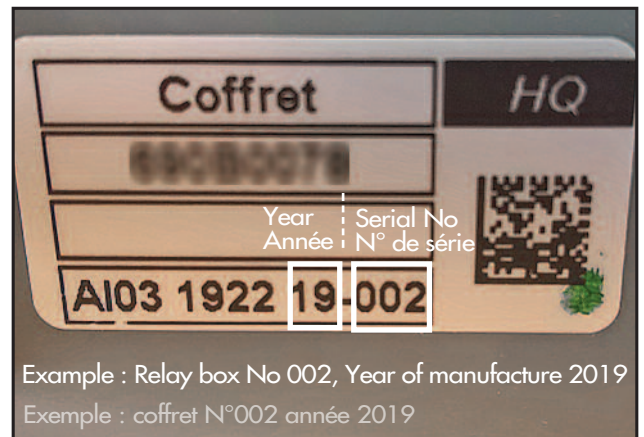 Coffret
HQ
Year
Année
Serial No
N° de série
AI03 1922 19-002
Example : Relay box No 002, Year of manufacture 2019
Exemple : coffret N°002 année 2019